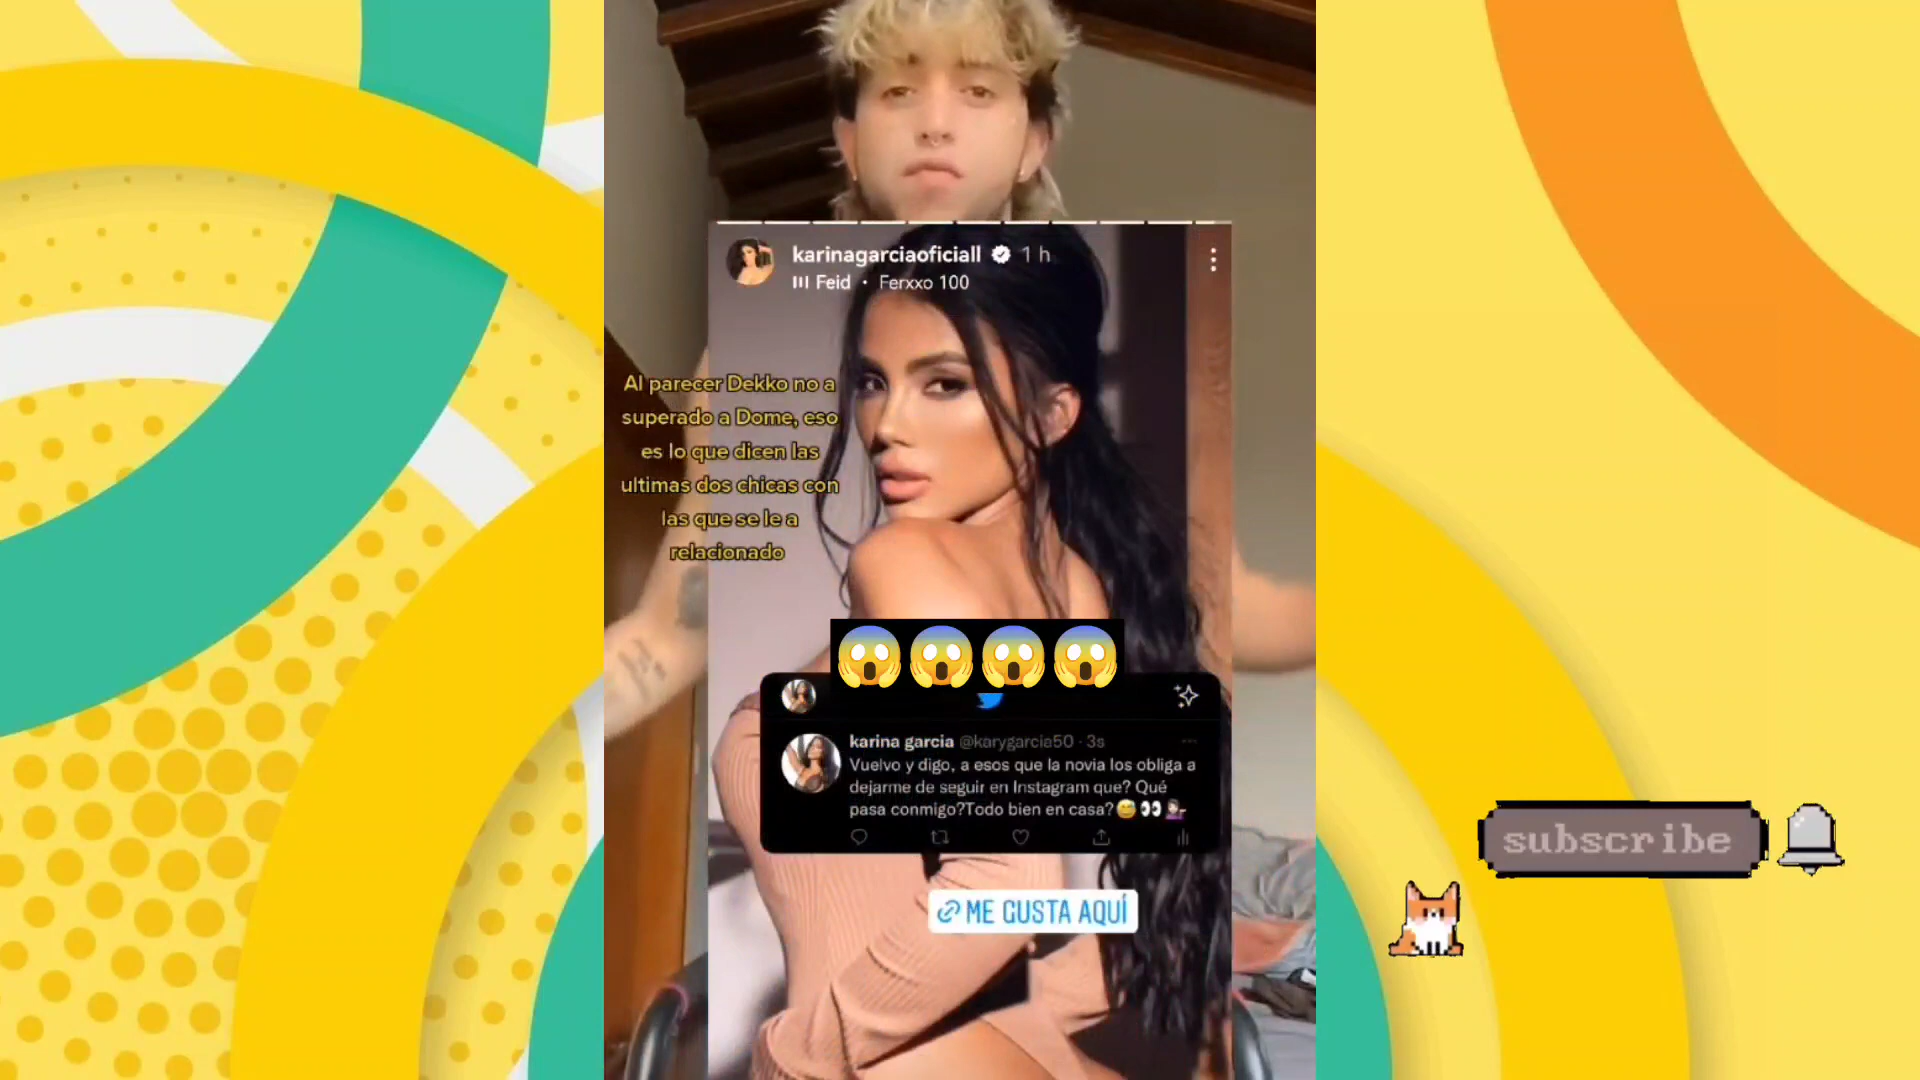 karinagarciaoficiall 1 h
Feid • Ferxxo 100
Al parecer Dekko no a
superado a Dome, eso
es lo que dicen las
ultimas dos chicas con
las que se le a
relacionado
karina garcia @karygarcia50 · 3s
Vuelvo y digo, a esos que la novia los obliga a
dejarme de seguir en Instagram que? Qué
pasa conmigo?Todo bien en casa?😅👀💁🏻‍♀️
ME GUSTA AQUÍ
subscribe